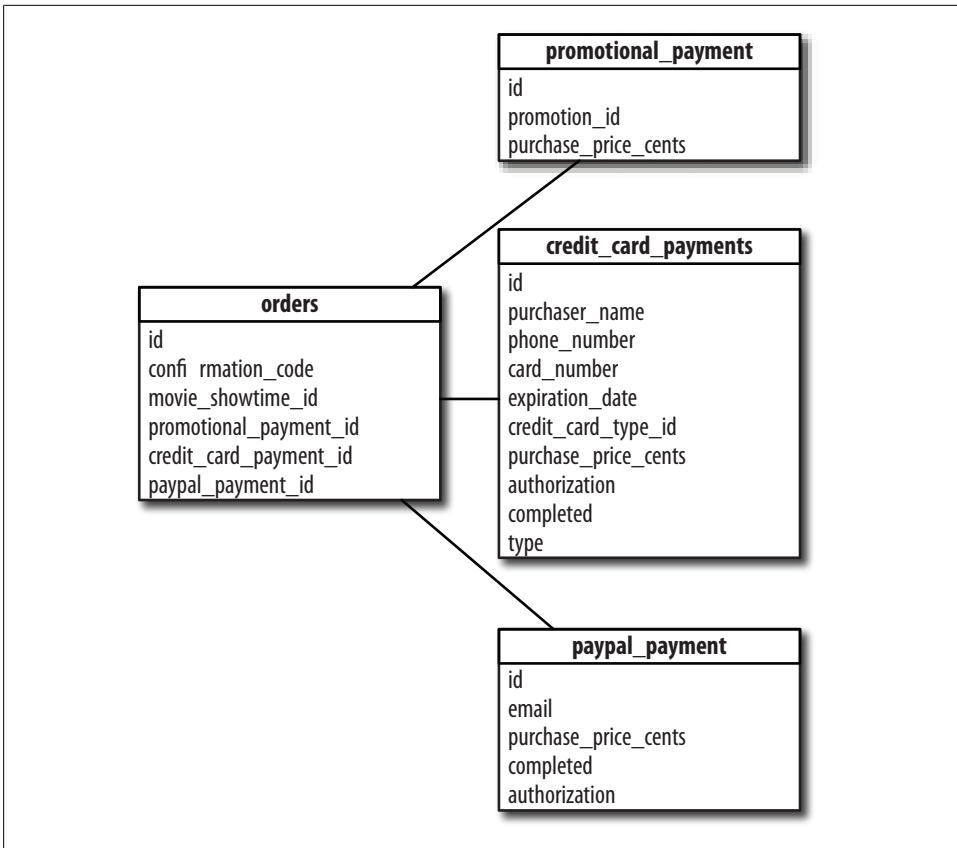 promotional_payment
id
promotion_id
purchase_price_cents
credit_card_payments
id
purchaser_name
phone_number
card_number
expiration_date
credit_card_type_id
purchase_price_cents
authorization
completed
type
orders
id
confi rmation_code
movie_showtime_id
promotional_payment_id
credit_card_payment_id
paypal_payment_id
paypal_payment
id
email
purchase_price_cents
completed
authorization